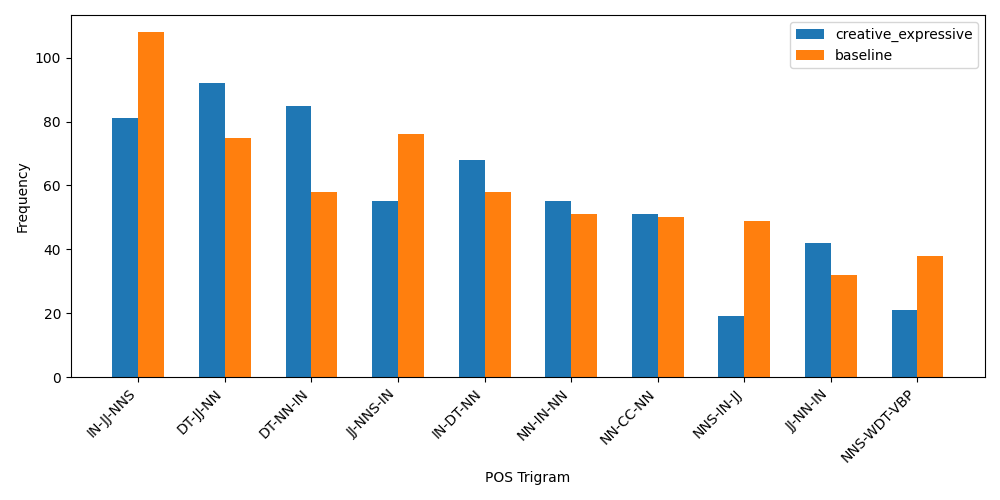 creative_expressive
baseline
Frequency
100
80
60
40
20
0
IN-JJ-NNS
DT-JJ-NN
DT-NN-IN
JJ-NNS-IN
IN-DT-NN
NN-IN-NN
NN-CC-NN
NNS-IN-JJ
JJ-NN-IN
NNS-WDT-VBP
POS Trigram